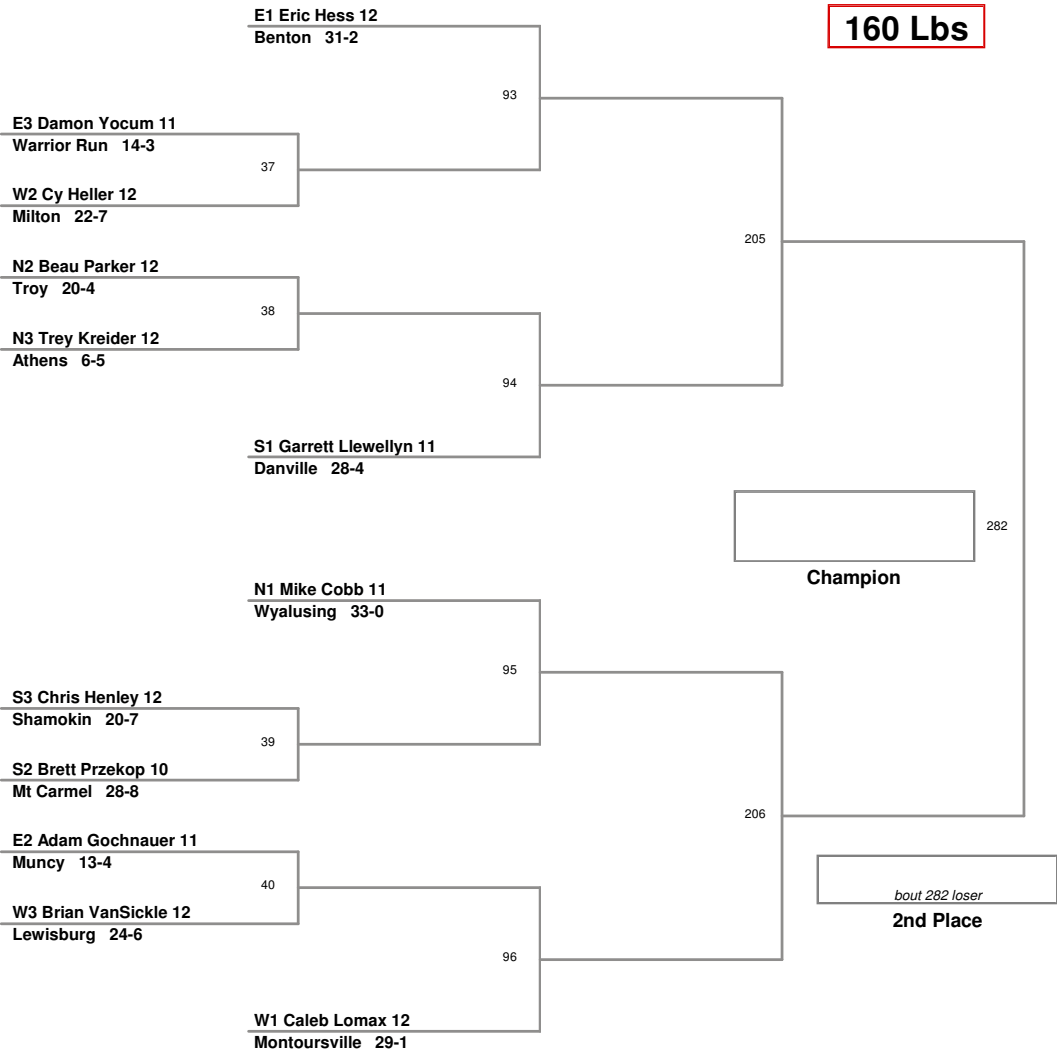 E1 Eric Hess 12
Benton 31-2
160 Lbs
93
E3 Damon Yocum 11
Warrior Run 14-3
37
W2 Cy Heller 12
Milton 22-7
205
N2 Beau Parker 12
Troy 20-4
38
N3 Trey Kreider 12
Athens 6-5
94
S1 Garrett Llewellyn 11
Danville 28-4
282
Champion
N1 Mike Cobb 11
Wyalusing 33-0
95
S3 Chris Henley 12
Shamokin 20-7
39
S2 Brett Przekop 10
Mt Carmel 28-8
206
E2 Adam Gochnauer 11
Muncy 13-4
40
bout 282 loser
2nd Place
W3 Brian VanSickle 12
Lewisburg 24-6
96
W1 Caleb Lomax 12
Montoursville 29-1